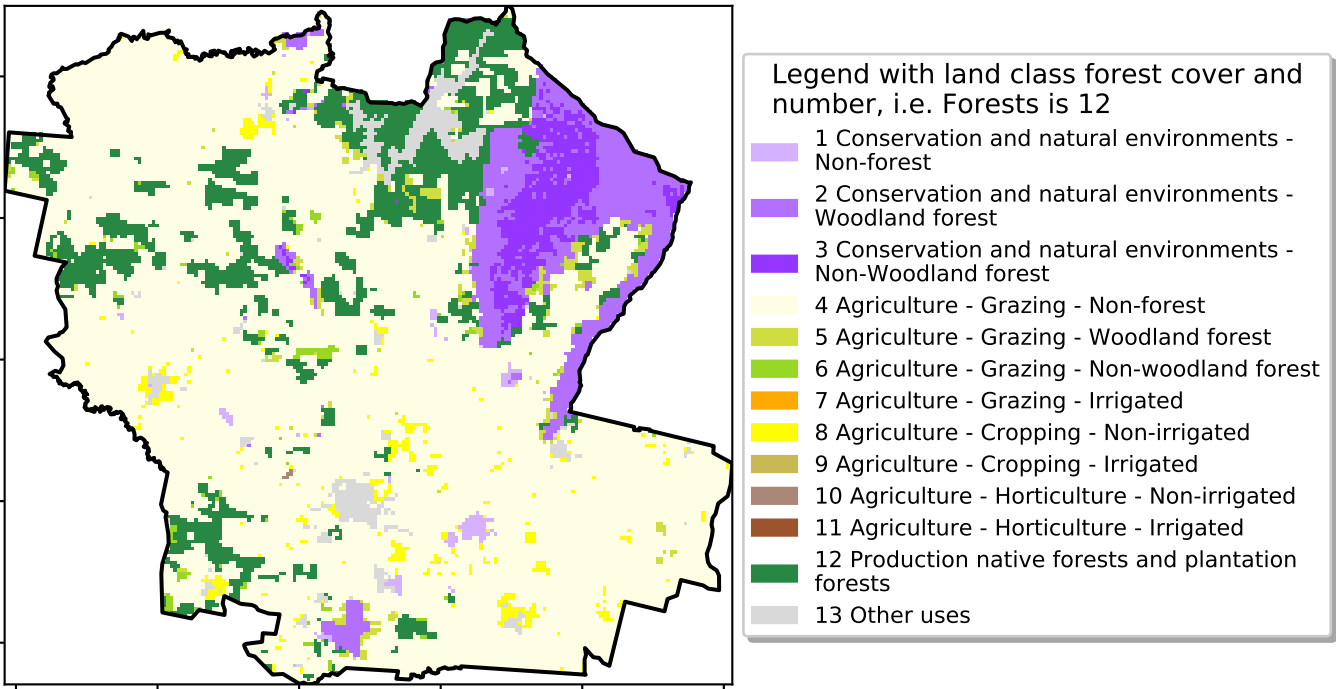 Legend with land class forest cover and
number, i.e. Forests is 12
1 Conservation and natural environments -
Non-forest
2 Conservation and natural environments -
Woodland forest
3 Conservation and natural environments -
Non-Woodland forest
4 Agriculture - Grazing - Non-forest
5 Agriculture - Grazing - Woodland forest
6 Agriculture - Grazing - Non-woodland forest
7 Agriculture - Grazing - Irrigated
8 Agriculture - Cropping - Non-irrigated
9 Agriculture - Cropping - Irrigated
10 Agriculture - Horticulture - Non-irrigated
11 Agriculture - Horticulture - Irrigated
12 Production native forests and plantation
forests
13 Other uses